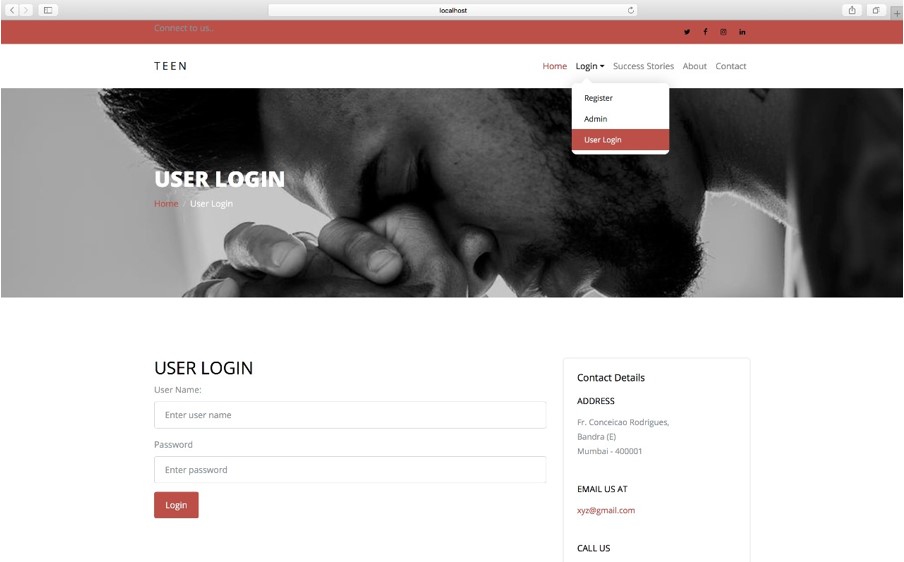 localhost
Connect to us..
TEEN
Home Login Success Stories About Contact
Register
Admin
User Login
USER LOGIN
Home / User Login
USER LOGIN
User Name:
Enter user name
Password
Enter password
Login
Contact Details
ADDRESS
Fr. Conceicao Rodrigues,
Bandra (E)
Mumbai - 400001
EMAIL US AT
xyz@gmail.com
CALL US